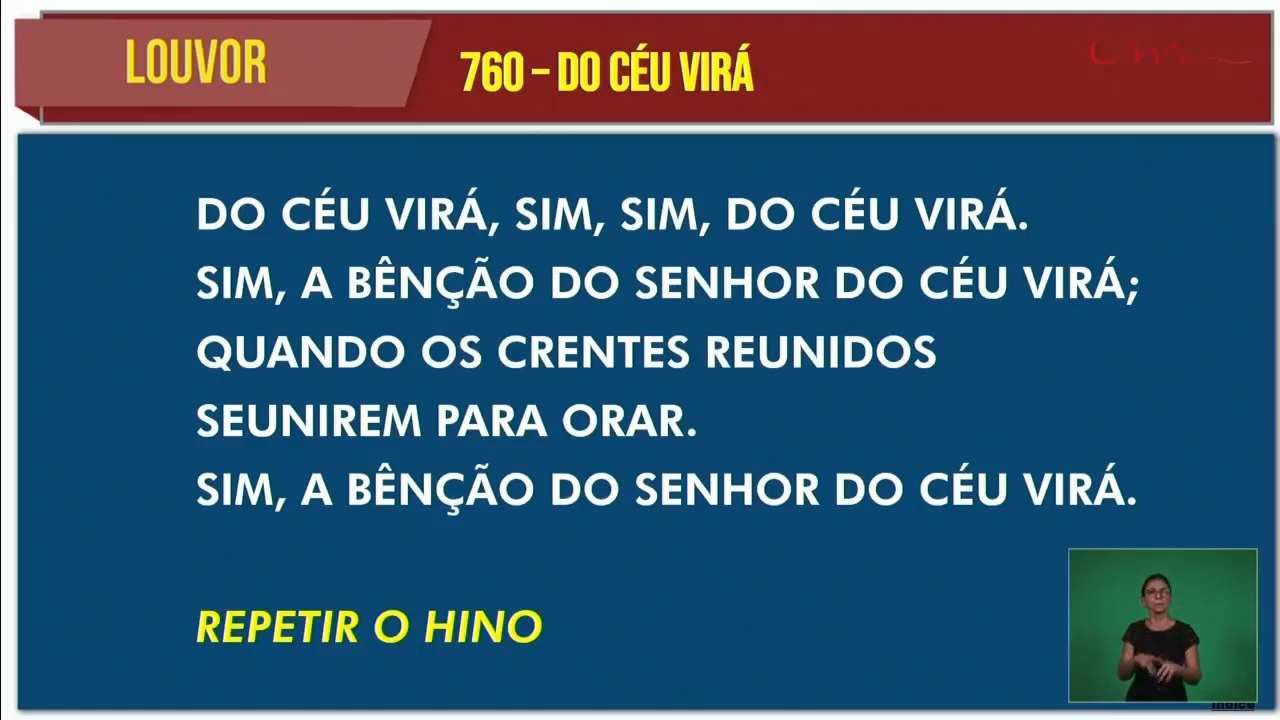 LOUVOR
760 – DO CÉU VIRÁ
DO CÉU VIRÁ, SIM, SIM, DO CÉU VIRÁ.
SIM, A BÊNÇÃO DO SENHOR DO CÉU VIRÁ;
QUANDO OS CRENTES REUNIDOS
SEUNIREM PARA ORAR.
SIM, A BÊNÇÃO DO SENHOR DO CÉU VIRÁ.
REPETIR O HINO
Índice